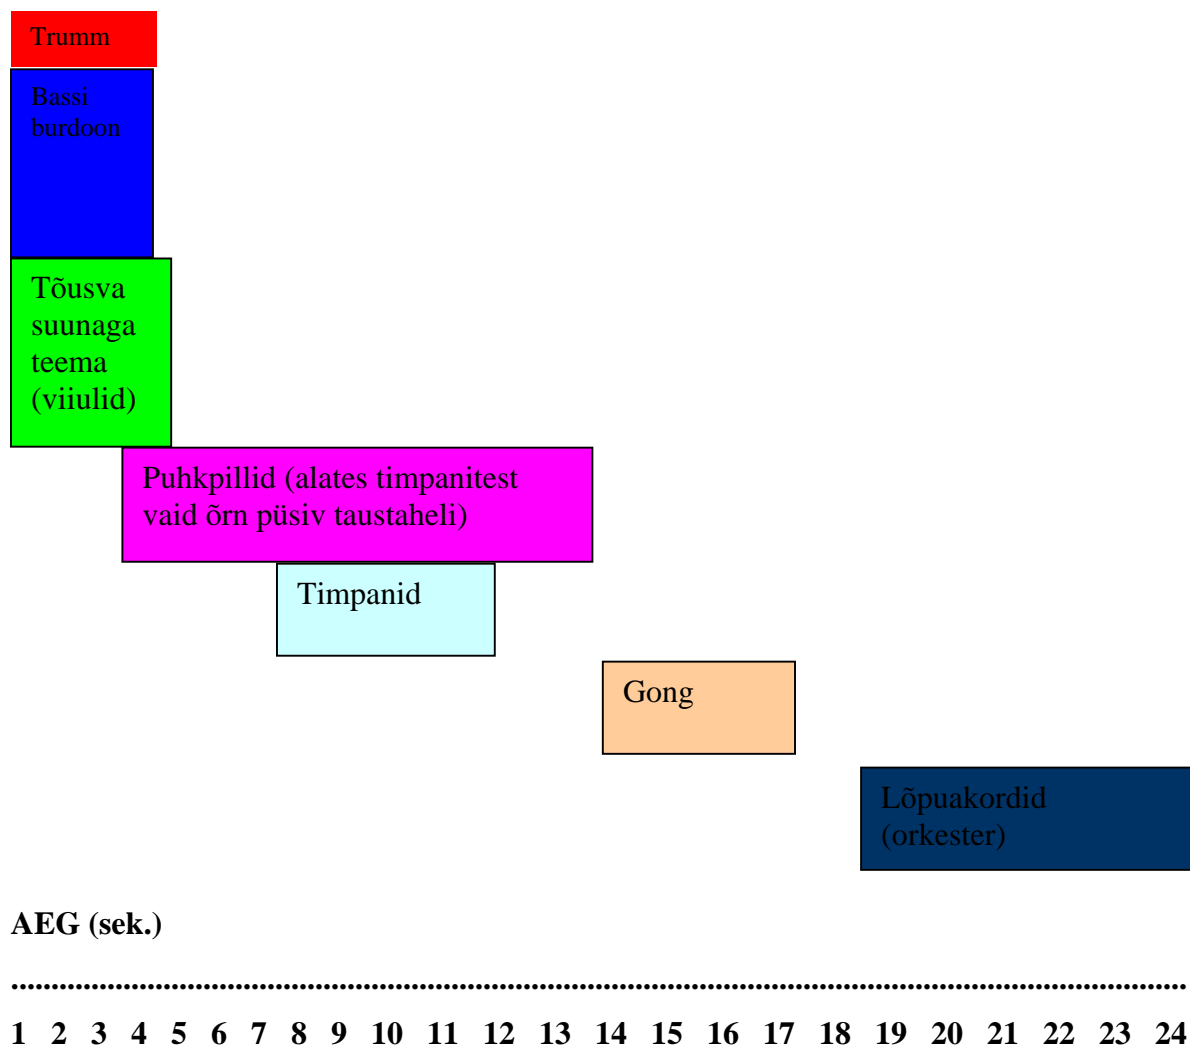 Trumm
Bassi
burdoon
Tõusva
suunaga
teema
(viiulid)
Puhkpillid (alates timpanitest
vaid õrn püsiv taustaheli)
Timpanid
Gong
Lõpuakordid
(orkester)
AEG (sek.)
1 2 3 4 5 6 7 8 9 10 11 12 13 14 15 16 17 18 19 20 21 22 23 24